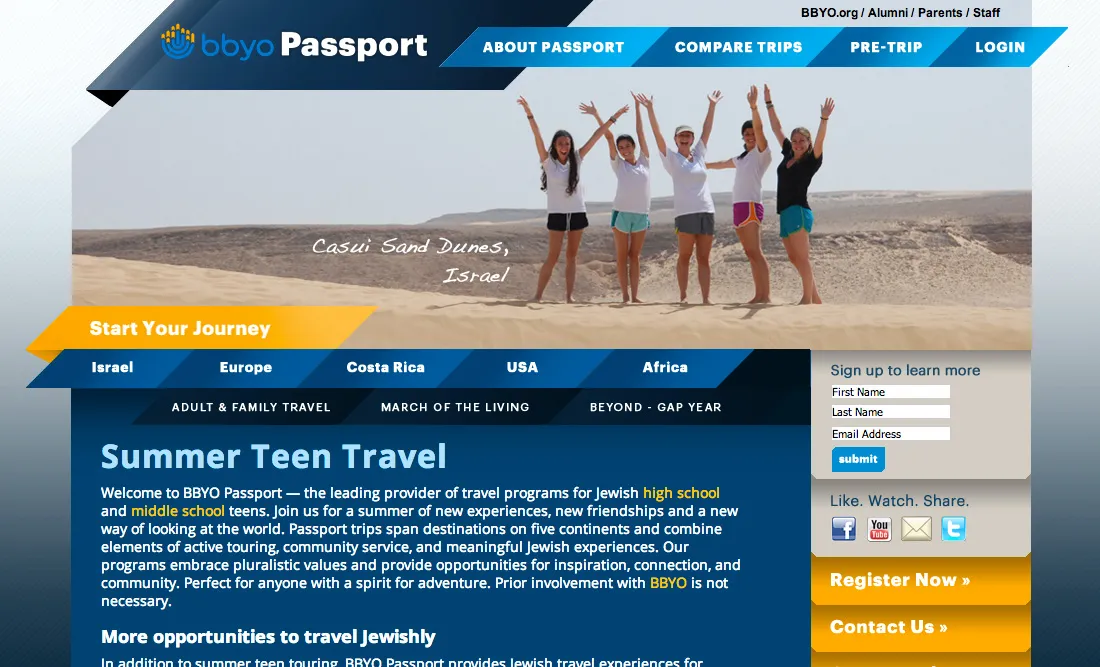 BBYO.org / Alumni / Parents / Staff
bbyo Passport
ABOUT PASSPORT
COMPARE TRIPS
PRE-TRIP
LOGIN
Casui Sand Dunes,
Israel
Start Your Journey
Israel
Europe
Costa Rica
USA
Africa
ADULT & FAMILY TRAVEL
MARCH OF THE LIVING
BEYOND - GAP YEAR
Summer Teen Travel
Welcome to BBYO Passport — the leading provider of travel programs for Jewish high school
and middle school teens. Join us for a summer of new experiences, new friendships and a new
way of looking at the world. Passport trips span destinations on five continents and combine
elements of active touring, community service, and meaningful Jewish experiences. Our
programs embrace pluralistic values and provide opportunities for inspiration, connection, and
community. Perfect for anyone with a spirit for adventure. Prior involvement with BBYO is not
necessary.
More opportunities to travel Jewishly
In addition to summer teen touring, BBYO Passport provides Jewish travel experiences for
Sign up to learn more
First Name
Last Name
Email Address
submit
Like. Watch. Share.
f
You
Tube
t
Register Now »
Contact Us »